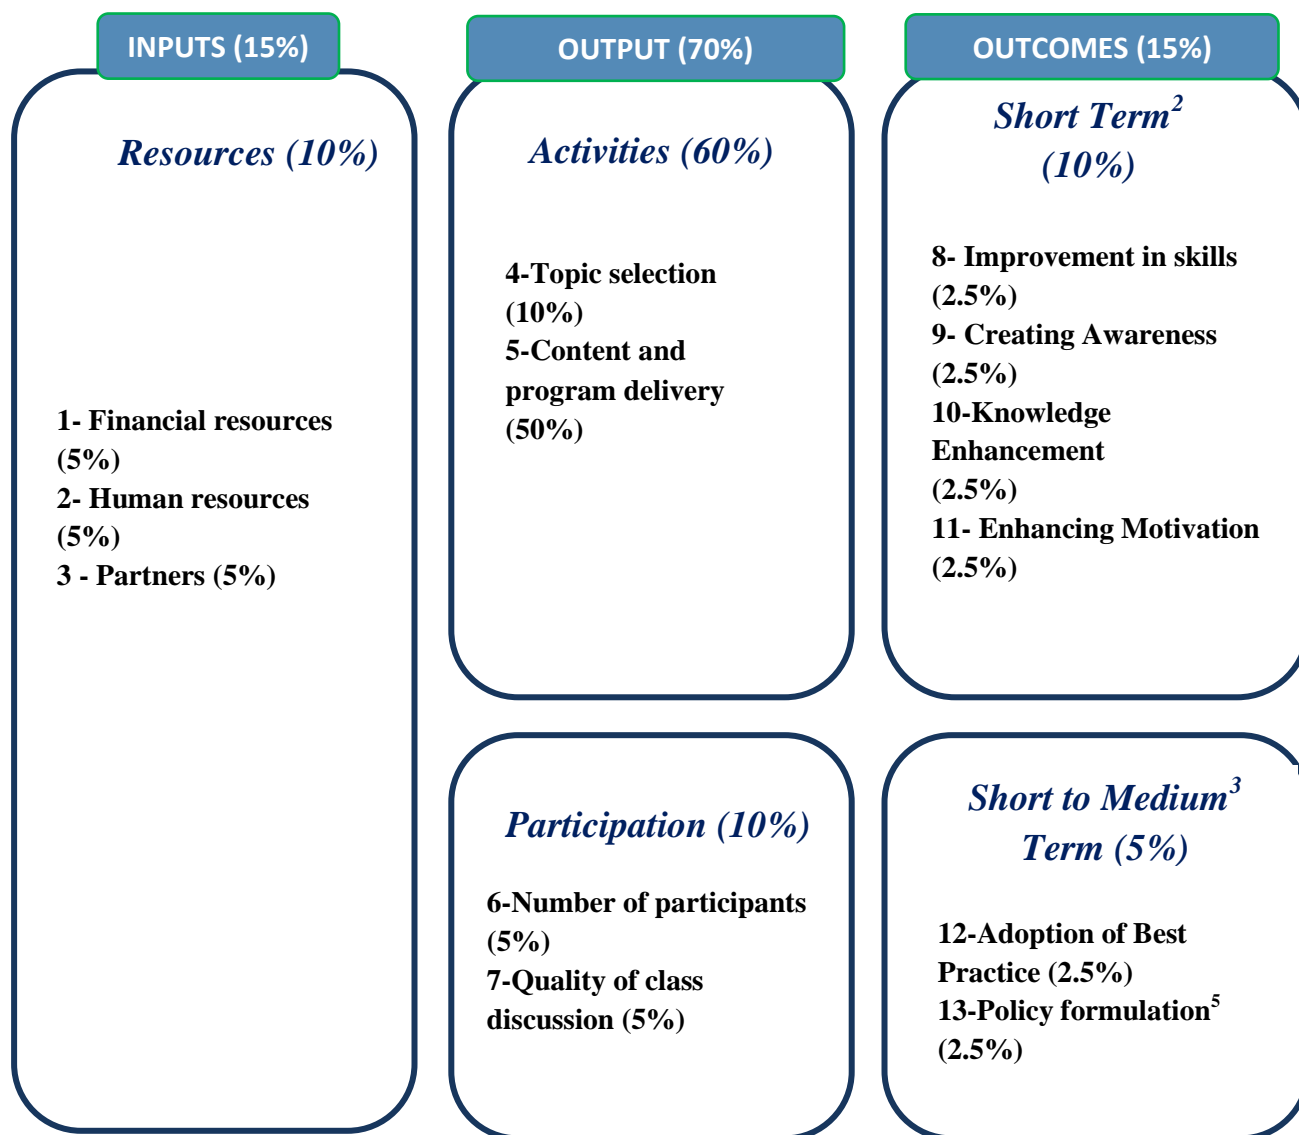 INPUTS (15%)
Resources (10%)
1- Financial resources
(5%)
2- Human resources
(5%)
3 - Partners (5%)
OUTPUT (70%)
Activities (60%)
4-Topic selection
(10%)
5-Content and
program delivery
(50%)
Participation (10%)
6-Number of participants
(5%)
7-Quality of class
discussion (5%)
OUTCOMES (15%)
Short Term2
(10%)
8- Improvement in skills
(2.5%)
9- Creating Awareness
(2.5%)
10-Knowledge
Enhancement
(2.5%)
11- Enhancing Motivation
(2.5%)
Short to Medium3
Term (5%)
12-Adoption of Best
Practice (2.5%)
13-Policy formulation5
(2.5%)